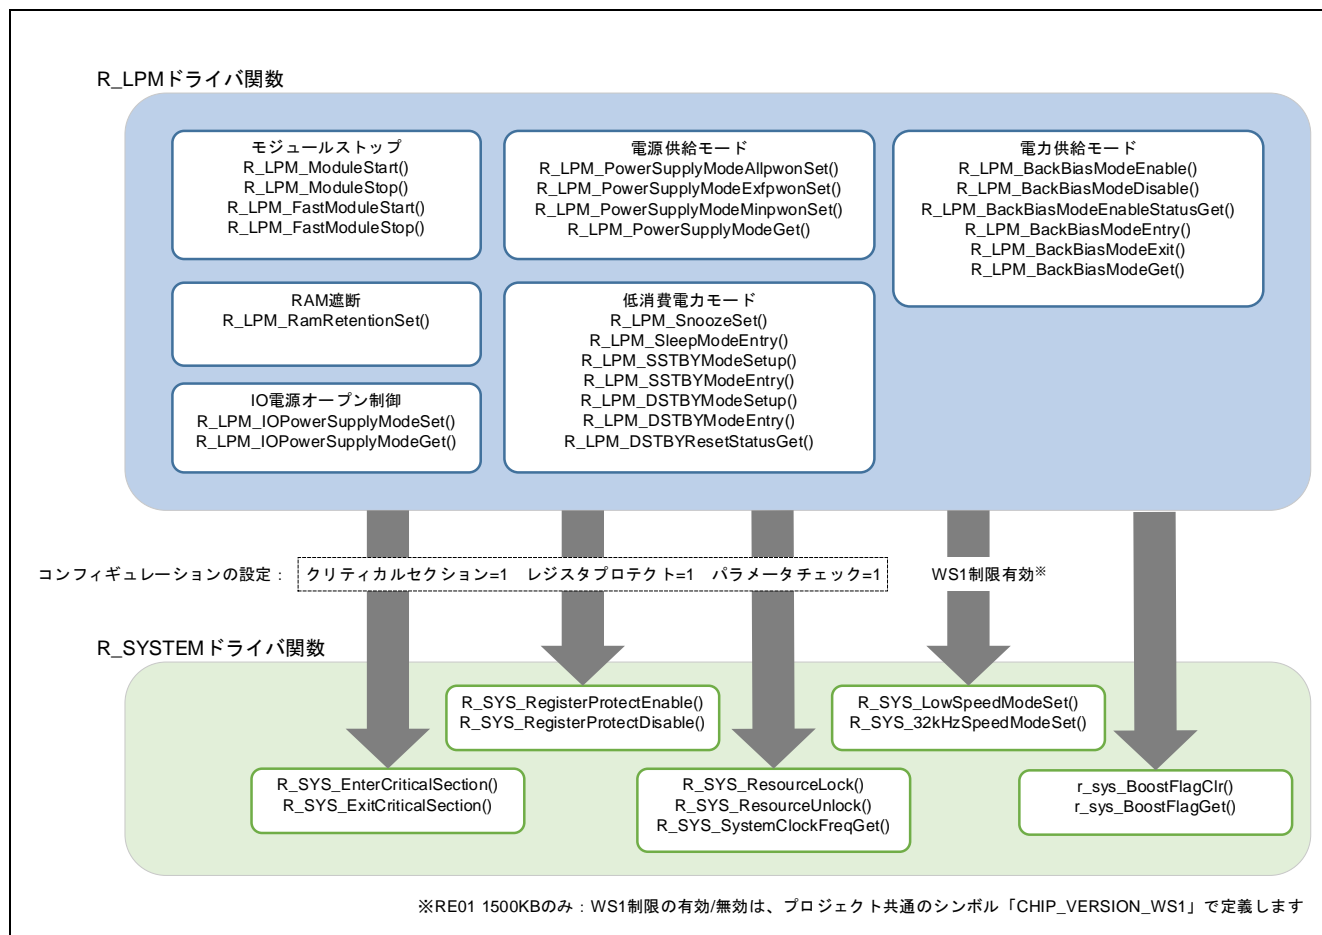 R_LPMドライバ関数
モジュールストップ
R_LPM_ModuleStart()
R_LPM_ModuleStop()
R_LPM_FastModuleStart()
R_LPM_FastModuleStop()
電源供給モード
R_LPM_PowerSupplyModeAllpwonSet()
R_LPM_PowerSupplyModeExfpwonSet()
R_LPM_PowerSupplyModeMinpwonSet()
R_LPM_PowerSupplyModeGet()
電力供給モード
R_LPM_BackBiasModeEnable()
R_LPM_BackBiasModeDisable()
R_LPM_BackBiasModeEnableStatusGet()
R_LPM_BackBiasModeEntry()
R_LPM_BackBiasModeExit()
R_LPM_BackBiasModeGet()
RAM遮断
R_LPM_RamRetentionSet()
低消費電力モード
R_LPM_SnoozeSet()
R_LPM_SleepModeEntry()
R_LPM_SSTBYModeSetup()
R_LPM_SSTBYModeEntry()
R_LPM_DSTBYModeSetup()
R_LPM_DSTBYModeEntry()
R_LPM_DSTBYResetStatusGet()
IO電源オープン制御
R_LPM_IOPowerSupplyModeSet()
R_LPM_IOPowerSupplyModeGet()
コンフィギュレーションの設定： クリティカルセクション=1 レジスタプロテクト=1 パラメータチェック=1 WS1制限有効※
R_SYSTEMドライバ関数
R_SYS_RegisterProtectEnable()
R_SYS_RegisterProtectDisable()
R_SYS_LowSpeedModeSet()
R_SYS_32kHzSpeedModeSet()
R_SYS_EnterCriticalSection()
R_SYS_ExitCriticalSection()
R_SYS_ResourceLock()
R_SYS_ResourceUnlock()
R_SYS_SystemClockFreqGet()
r_sys_BoostFlagClr()
r_sys_BoostFlagGet()
※RE01 1500KBのみ：WS1制限の有効/無効は、プロジェクト共通のシンボル「CHIP_VERSION_WS1」で定義します